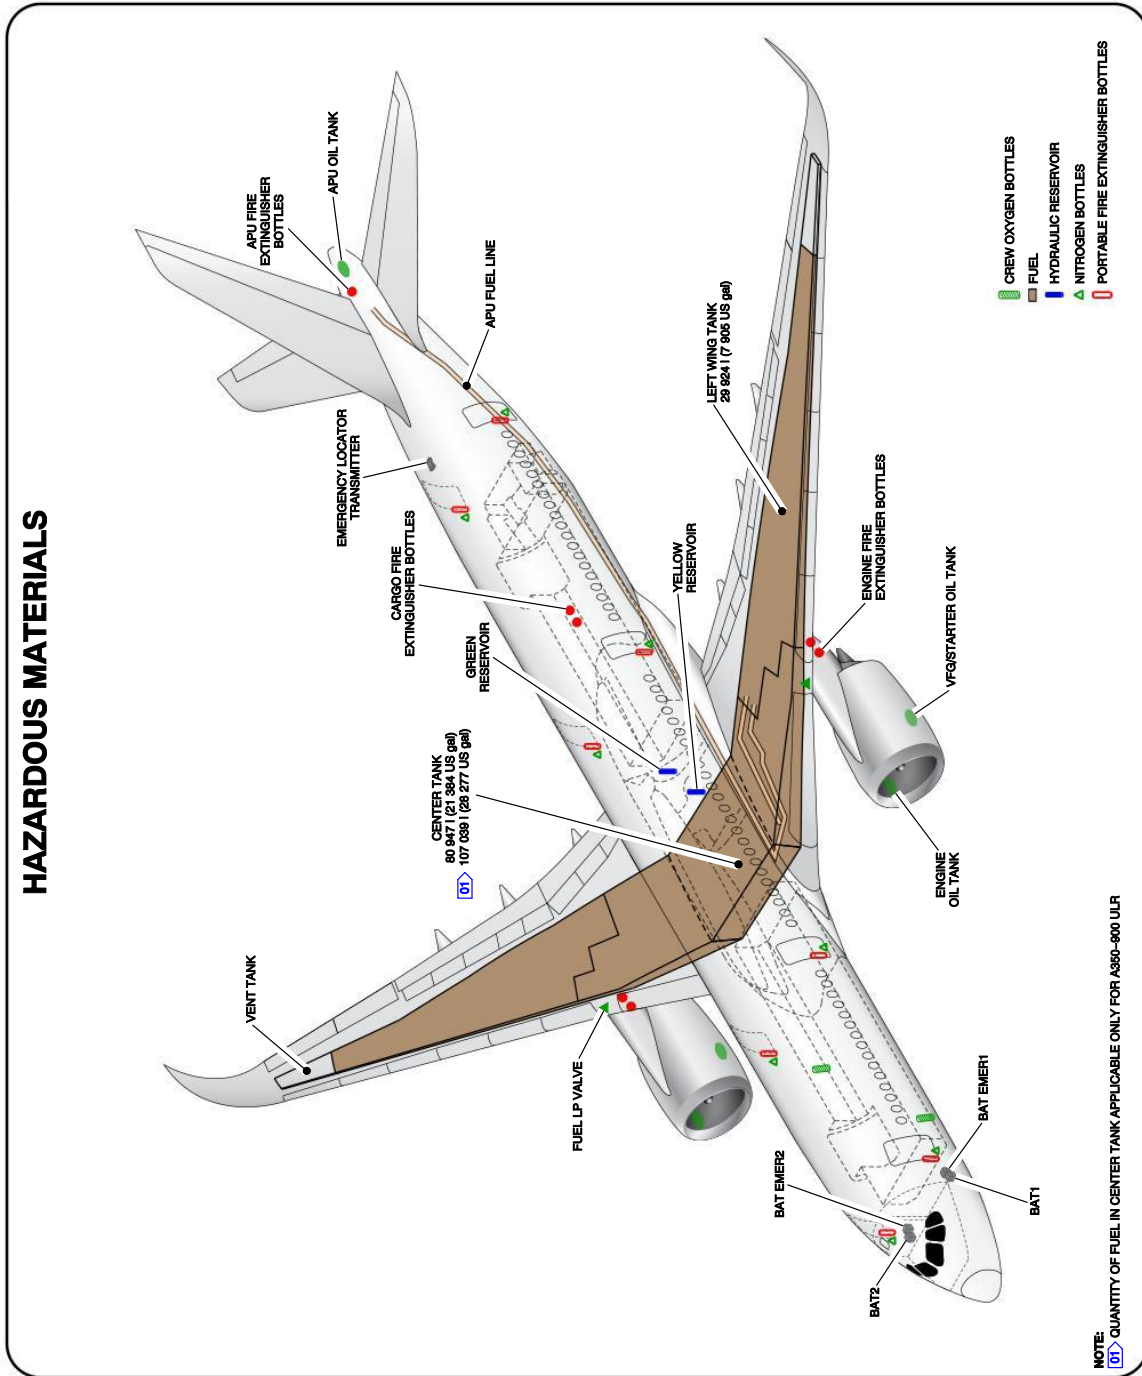 HAZARDOUS MATERIALS
VENT TANK
CENTER TANK
80 947 l (21 384 US gal)
01 107 039 l (28 277 US gal)
GREEN
RESERVOIR
CARGO FIRE
EXTINGUISHER BOTTLES
EMERGENCY LOCATOR
TRANSMITTER
APU FIRE
EXTINGUISHER
BOTTLES
APU OIL TANK
APU FUEL LINE
YELLOW
RESERVOIR
LEFT WING TANK
29 924 l (7 905 US gal)
FUEL LP VALVE
ENGINE FIRE
EXTINGUISHER BOTTLES
VFG/STARTER OIL TANK
ENGINE
OIL TANK
BAT EMER2
BAT2
BAT EMER1
BAT1
CREW OXYGEN BOTTLES
FUEL
HYDRAULIC RESERVOIR
NITROGEN BOTTLES
PORTABLE FIRE EXTINGUISHER BOTTLES
NOTE:
01 QUANTITY OF FUEL IN CENTER TANK APPLICABLE ONLY FOR A350-900 ULR